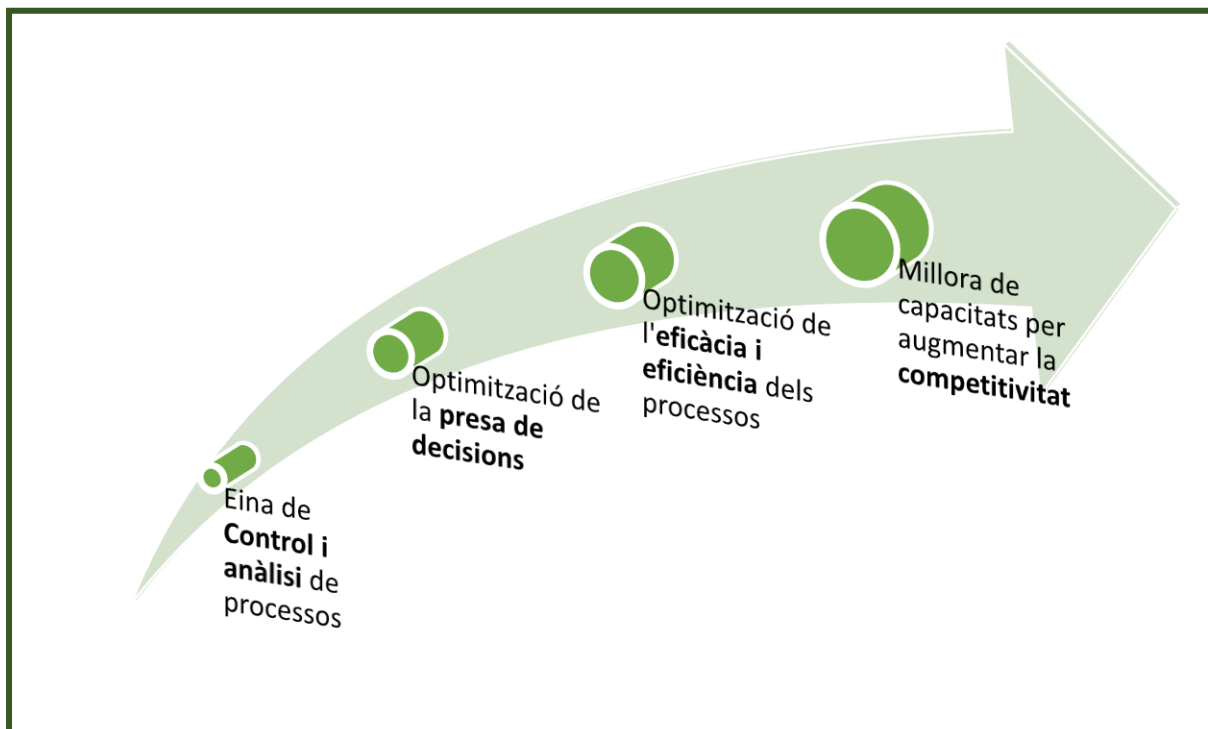 Eina de
Control i
anàlisi de
processos
Optimització de
la presa de
decisions
Optimització de
l'eficàcia i
eficiència dels
processos
Millora de
capacitats per
augmentar la
competitivitat